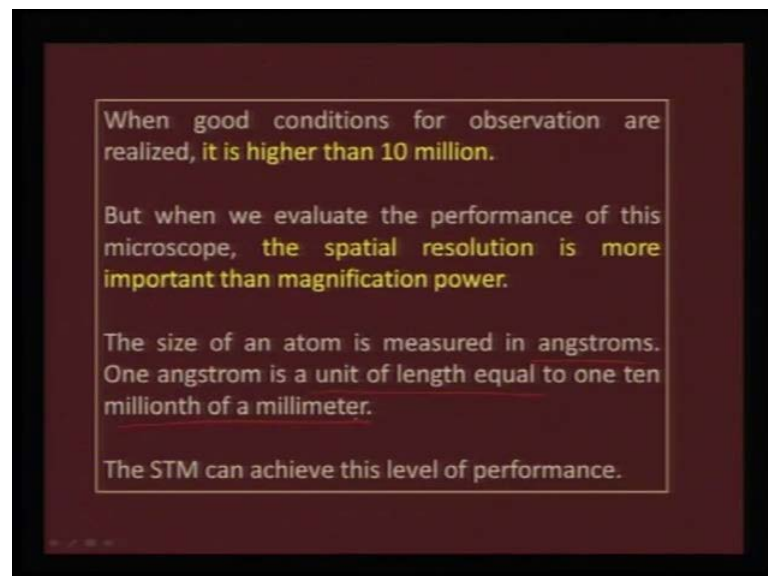 When good conditions for observation are
realized, it is higher than 10 million.
But when we evaluate the performance of this
microscope, the spatial resolution is more
important than magnification power.
The size of an atom is measured in angstroms.
One angstrom is a unit of length equal to one ten
millionth of a millimeter.
The STM can achieve this level of performance.